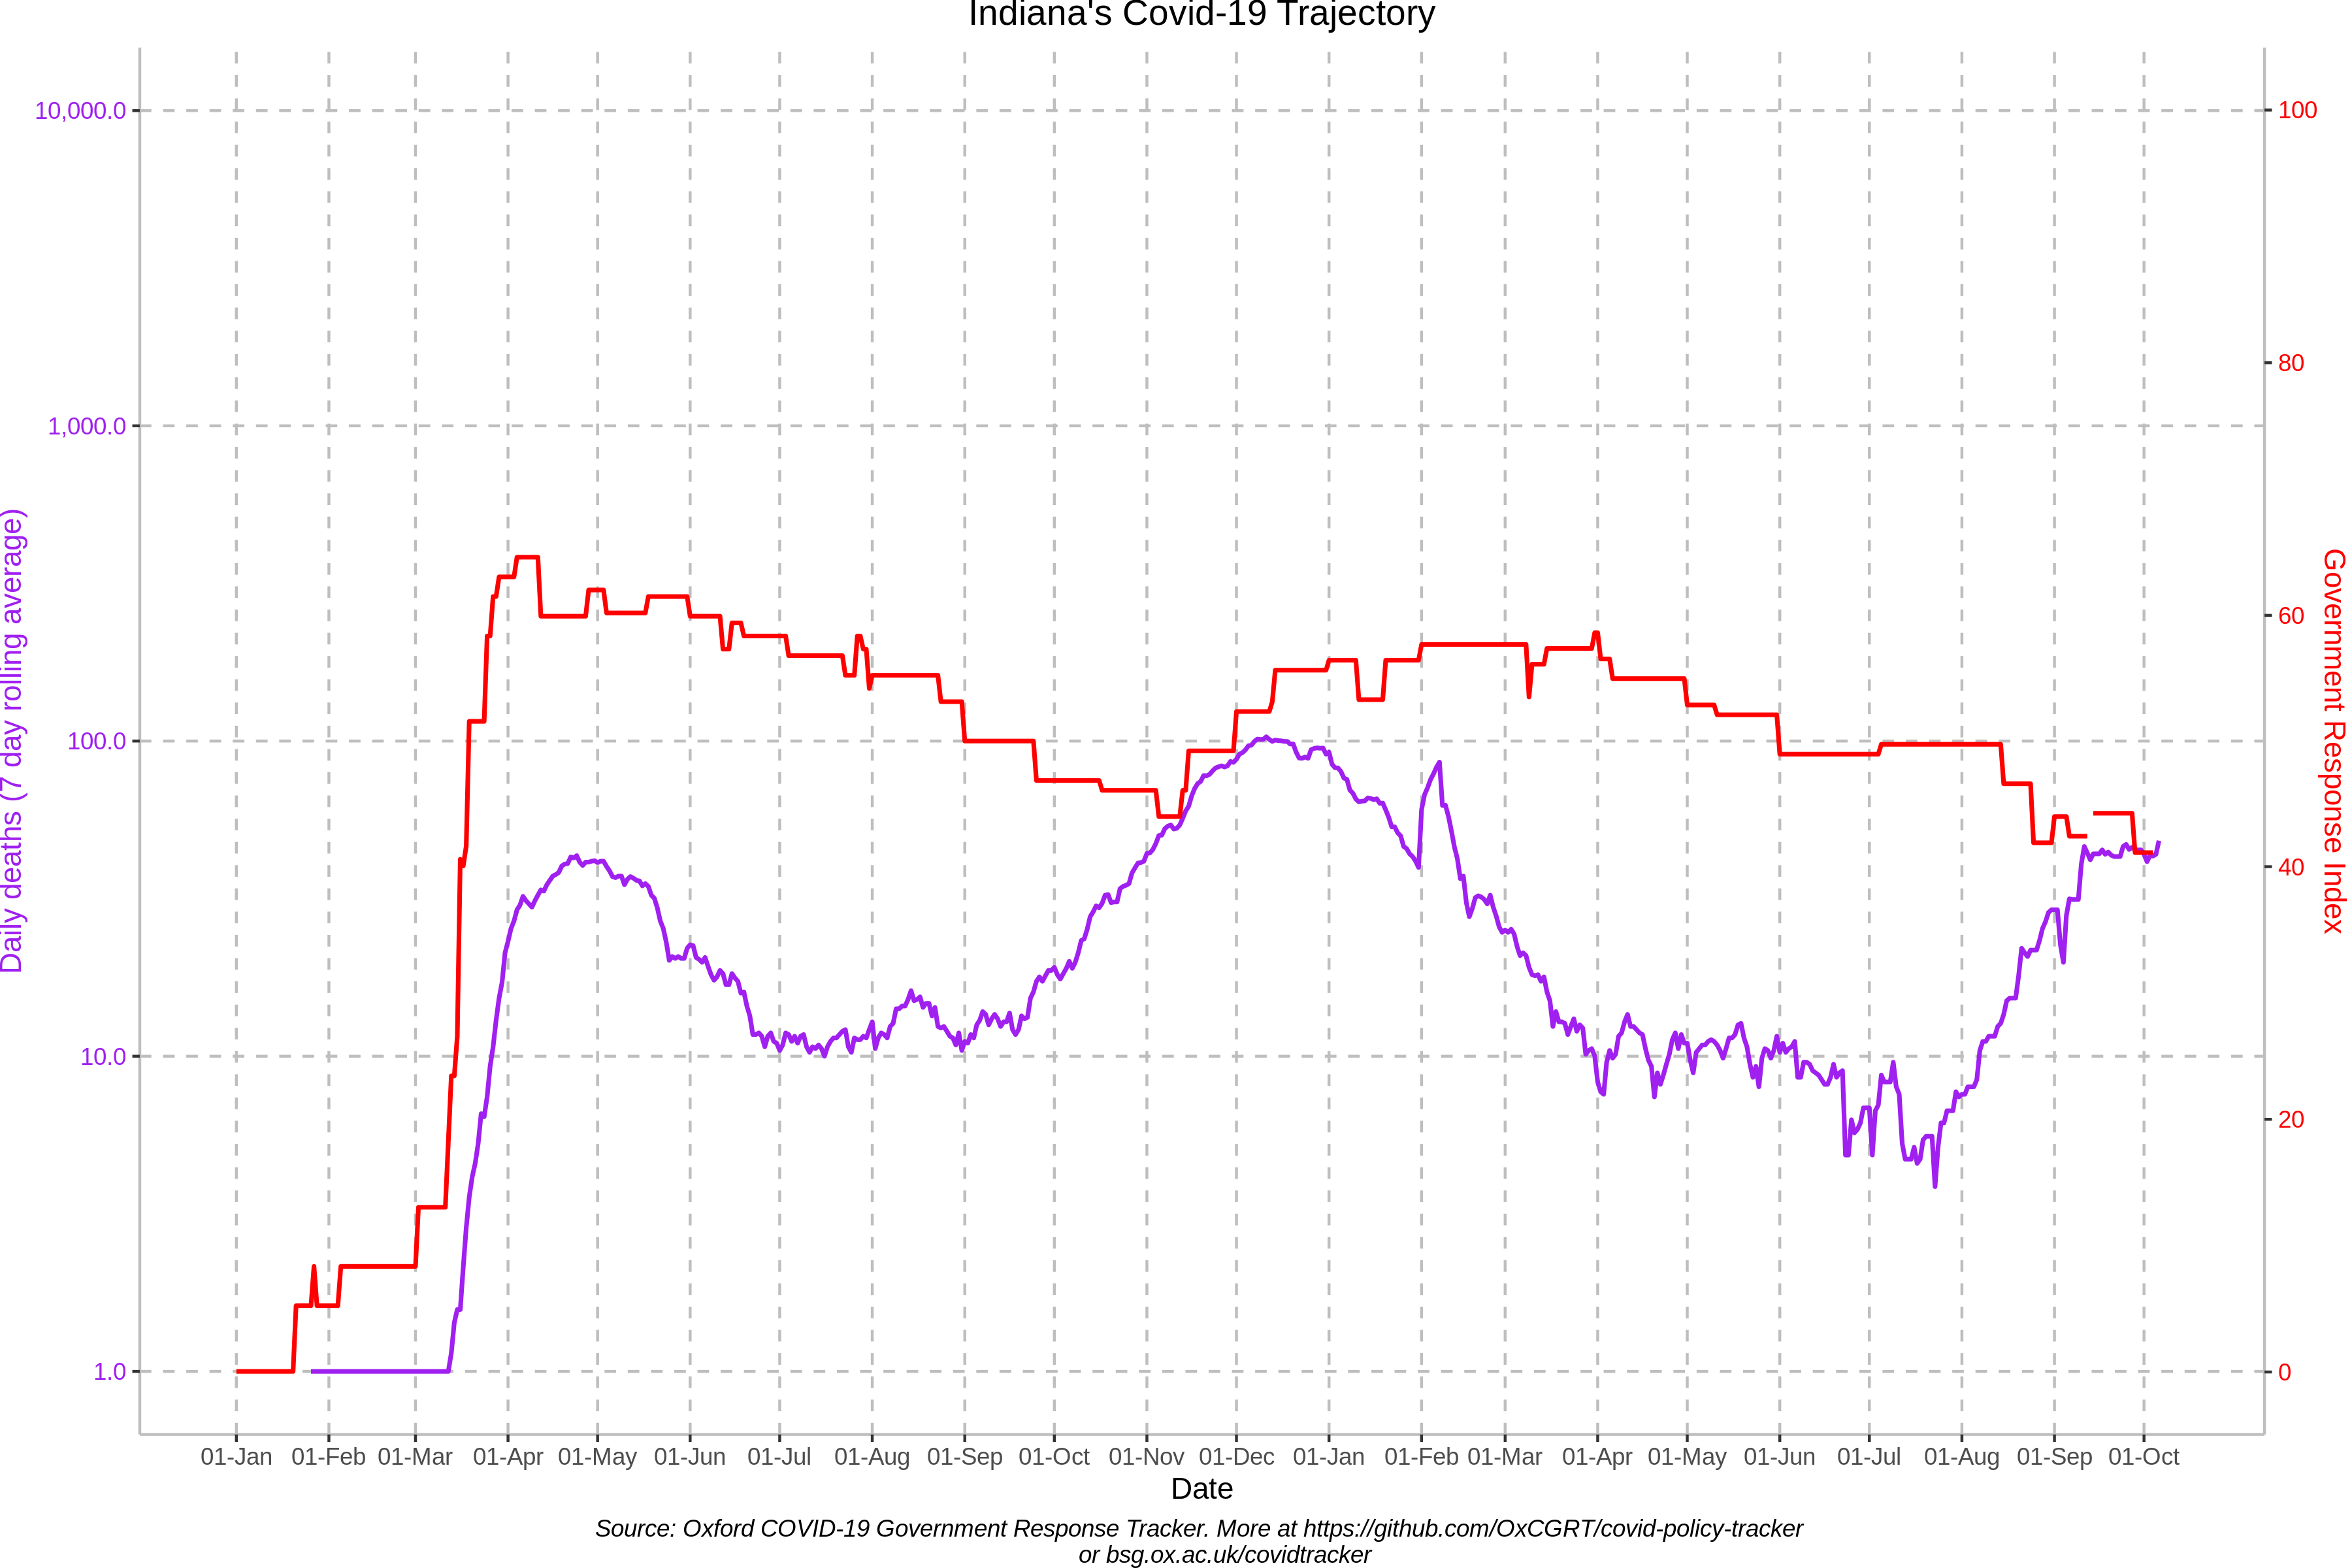 Indiana's Covid-19 Trajectory
10,000.0
1,000.0
100.0
10.0
1.0
Daily deaths (7 day rolling average)
100
80
60
40
20
0
Government Response Index
01-Jan 01-Feb 01-Mar 01-Apr 01-May 01-Jun 01-Jul 01-Aug 01-Sep 01-Oct 01-Nov 01-Dec 01-Jan 01-Feb 01-Mar 01-Apr 01-May 01-Jun 01-Jul 01-Aug 01-Sep 01-Oct
Date
Source: Oxford COVID-19 Government Response Tracker. More at https://github.com/OxCGRT/covid-policy-tracker
or bsg.ox.ac.uk/covidtracker